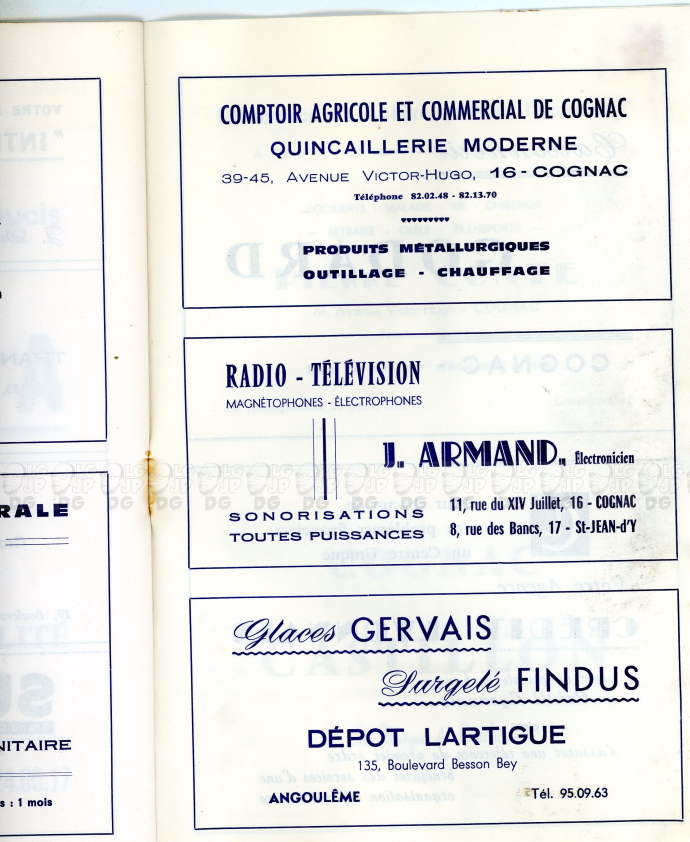 RALE
NITAIRE
s : 1 mois
COMPTOIR AGRICOLE ET COMMERCIAL DE COGNAC
QUINCAILLERIE MODERNE
39-45, AVENUE VICTOR-HUGO, 16 - COGNAC
Téléphone 82.02.48 - 82.13.70
PRODUITS MÉTALLURGIQUES
OUTILLAGE - CHAUFFAGE
RADIO - TÉLÉVISION
MAGNÉTOPHONES - ÉLECTROPHONES
J. ARMAND, Électronicien
SONORISATIONS
TOUTES PUISSANCES
11, rue du XIV Juillet, 16 - COGNAC
8, rue des Bancs, 17 - St-JEAN-d'Y
Glaces GERVAIS
Surgelé FINDUS
DÉPOT LARTIGUE
135, Boulevard Besson Bey
ANGOULÊME Tél. 95.09.63